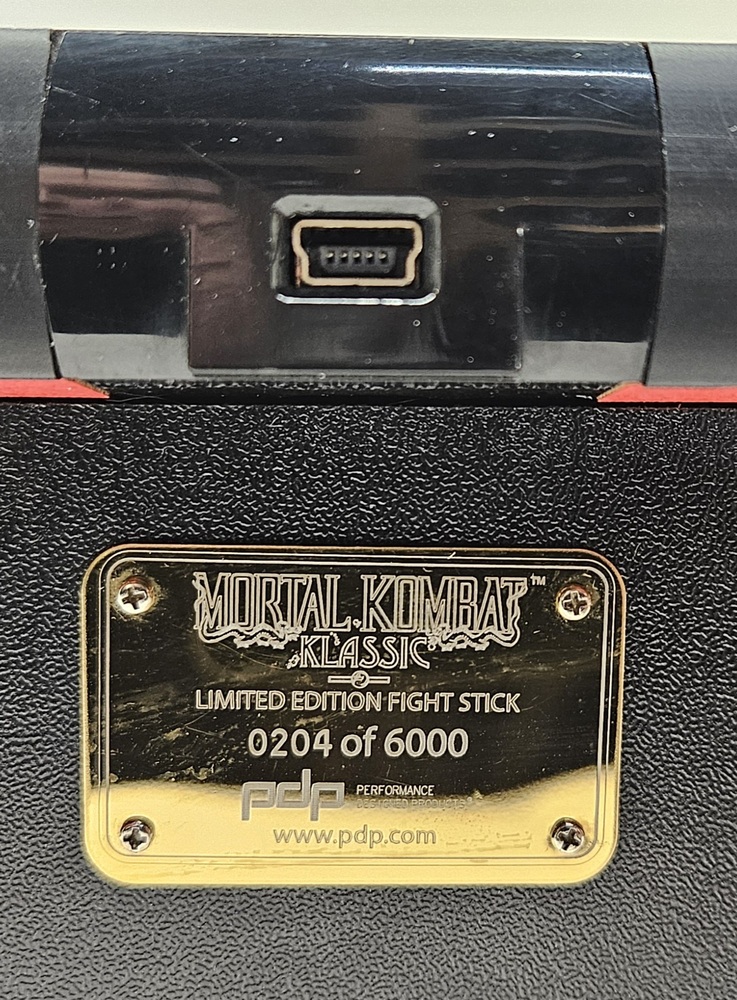 MORTAL KOMBAT™
KLASSIC
LIMITED EDITION FIGHT STICK
0204 of 6000
pdp PERFORMANCE
DESIGNED PRODUCTS®
www.pdp.com